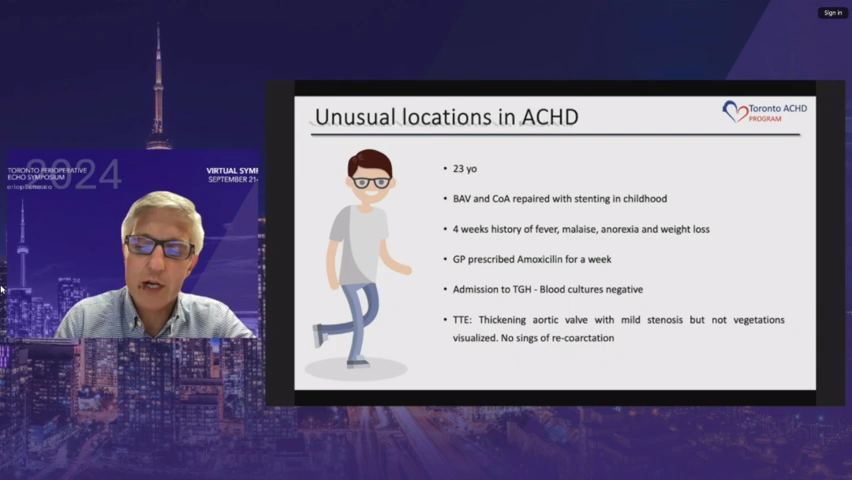 Sign in
Unusual locations in ACHD
Toronto ACHD
PROGRAM
23 yo
BAV and CoA repaired with stenting in childhood
4 weeks history of fever, malaise, anorexia and weight loss
GP prescribed Amoxicilin for a week
Admission to TGH - Blood cultures negative
TTE: Thickening aortic valve with mild stenosis but not vegetations
visualized. No sings of re-coarctation
2024
TORONTO PERIOPERATIVE
ECHO SYMPOSIUM
VIRTUAL SYMP
SEPTEMBER 21